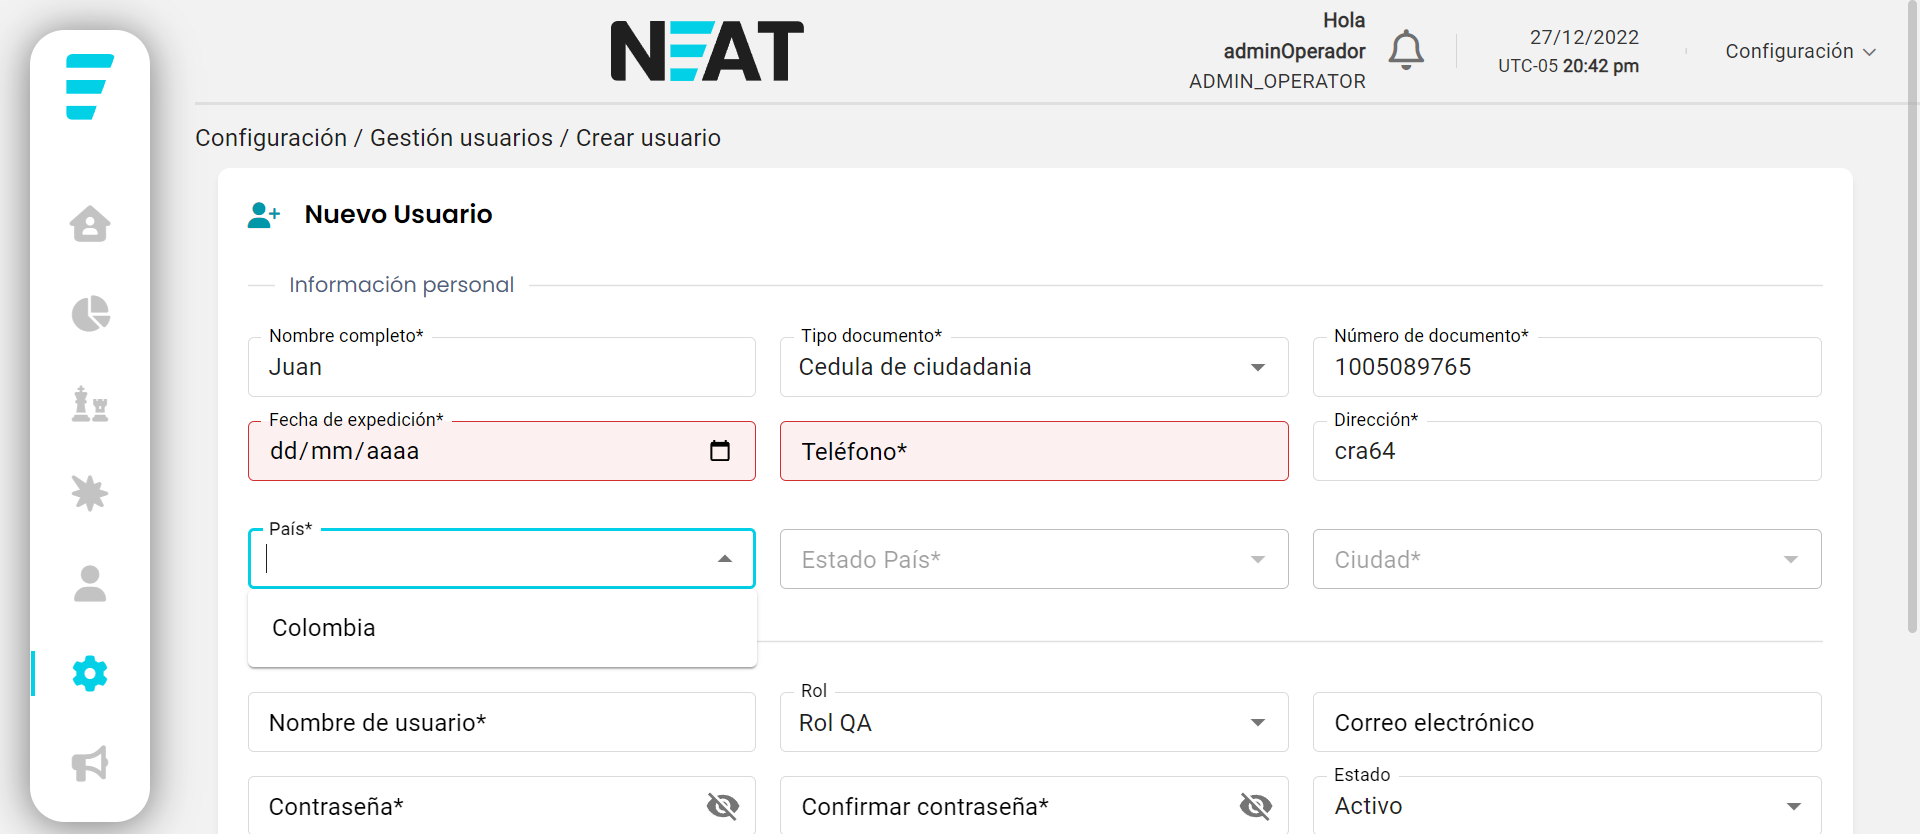 NEAT
Hola
adminOperador
ADMIN_OPERATOR
27/12/2022
UTC-05 20:42 pm
Configuración
Configuración / Gestión usuarios / Crear usuario
Nuevo Usuario
Información personal
Nombre completo*
Juan
Tipo documento*
Cedula de ciudadania
Número de documento*
1005089765
Fecha de expedición*
dd/mm/aaaa
Teléfono*
Dirección*
cra64
País*
Estado País*
Ciudad*
Colombia
Nombre de usuario*
Rol
Rol QA
Correo electrónico
Contraseña*
Confirmar contraseña*
Estado
Activo